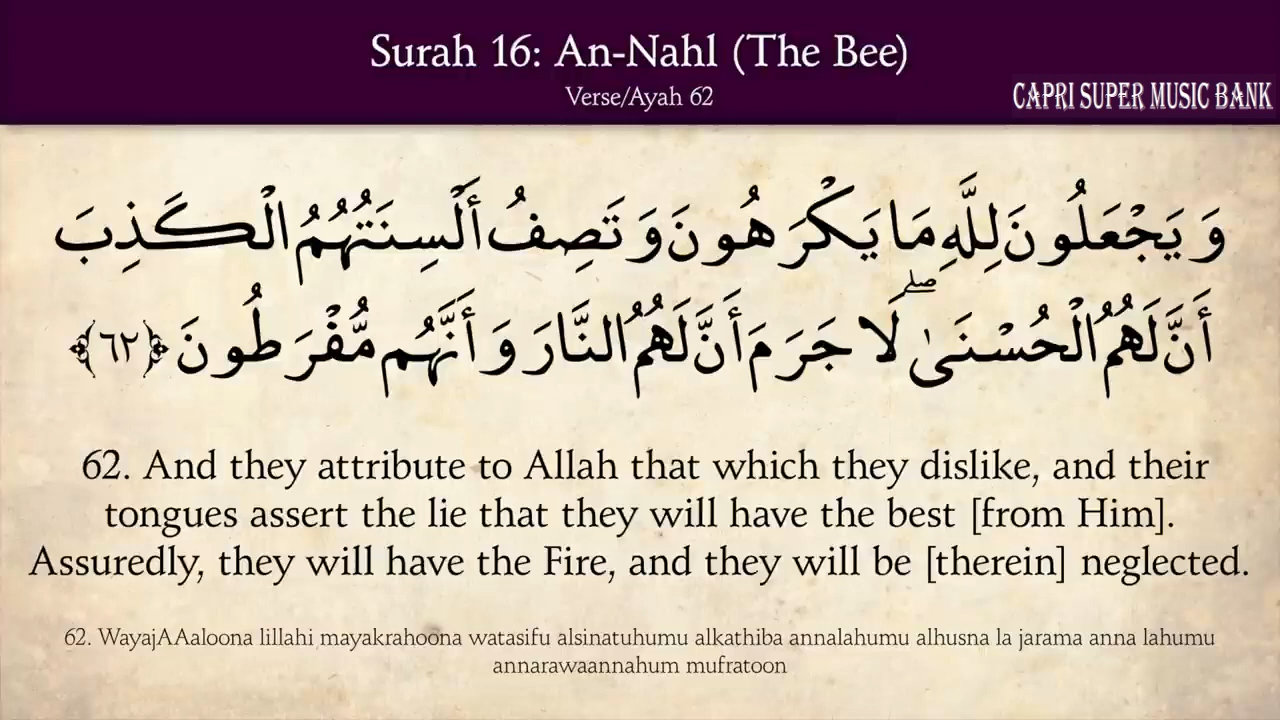 Surah 16: An-Nahl (The Bee)
Verse/Ayah 62
CAPRI SUPER MUSIC BANK
وَيَجْعَلُونَ لِلَّهِ مَا يَكْرَهُونَ وَتَصِفُ أَلْسِنَتُهُمُ الْكَذِبَ
أَنَّ لَهُمُ الْحُسْنَىٰ ۖ لَا جَرَمَ أَنَّ لَهُمُ النَّارَ وَأَنَّهُم مُّفْرَطُونَ ﴿٦٢﴾
62. And they attribute to Allah that which they dislike, and their
tongues assert the lie that they will have the best [from Him].
Assuredly, they will have the Fire, and they will be [therein] neglected.
62. WayajAAaloona lillahi mayakrahoona watasifu alsinatuhumu alkathiba annalahumu alhusna la jarama anna lahumu
annarawaannahum mufratoon